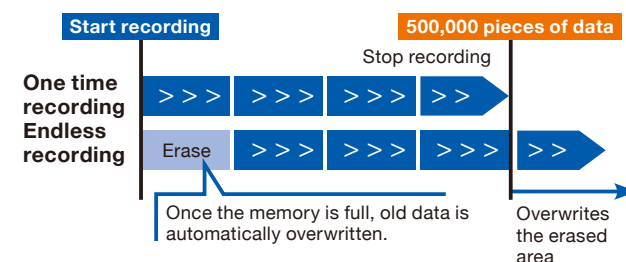 Start recording
500,000 pieces of data
Stop recording
One time
recording
> > > > > > > > > > >
Endless
recording
Erase > > > > > > > > > > >
Once the memory is full, old data is
automatically overwritten.
Overwrites
the erased
area